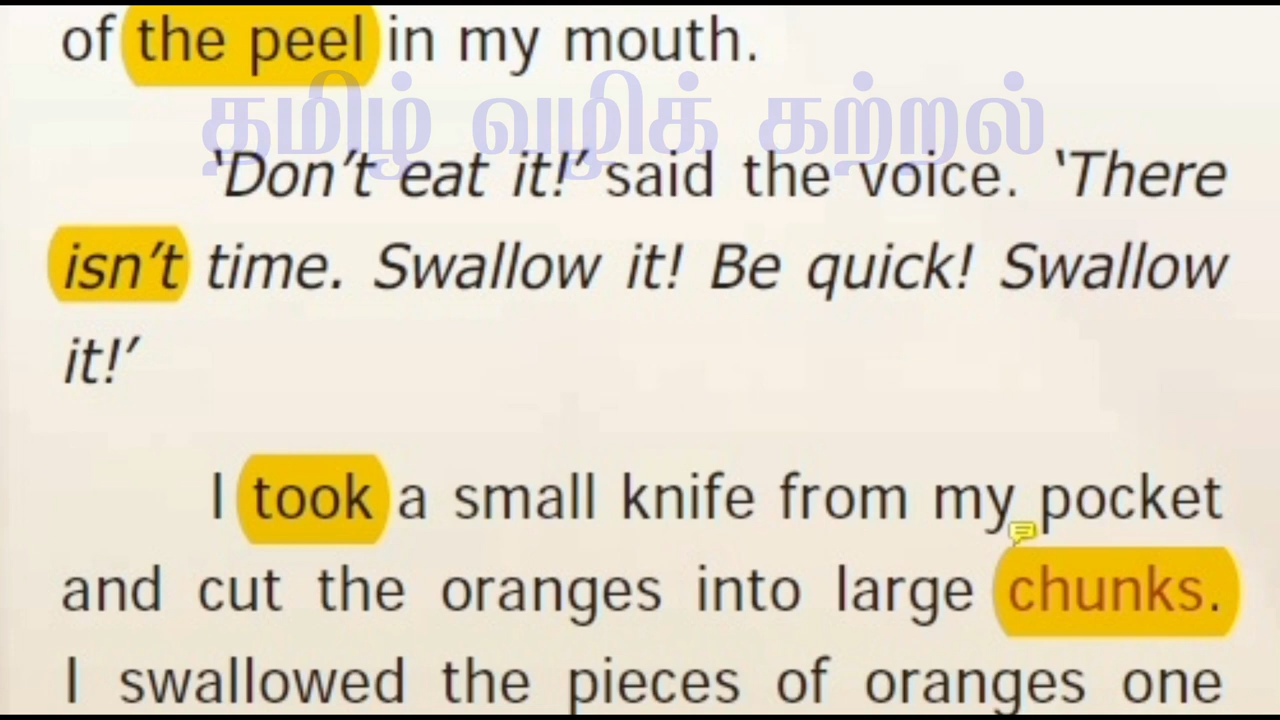 of the peel in my mouth.
தமிழ் வழிக் கற்றல்
‘Don’t eat it!’ said the voice. ‘There
isn’t time. Swallow it! Be quick! Swallow
it!’
I took a small knife from my pocket
and cut the oranges into large chunks.
I swallowed the pieces of oranges one